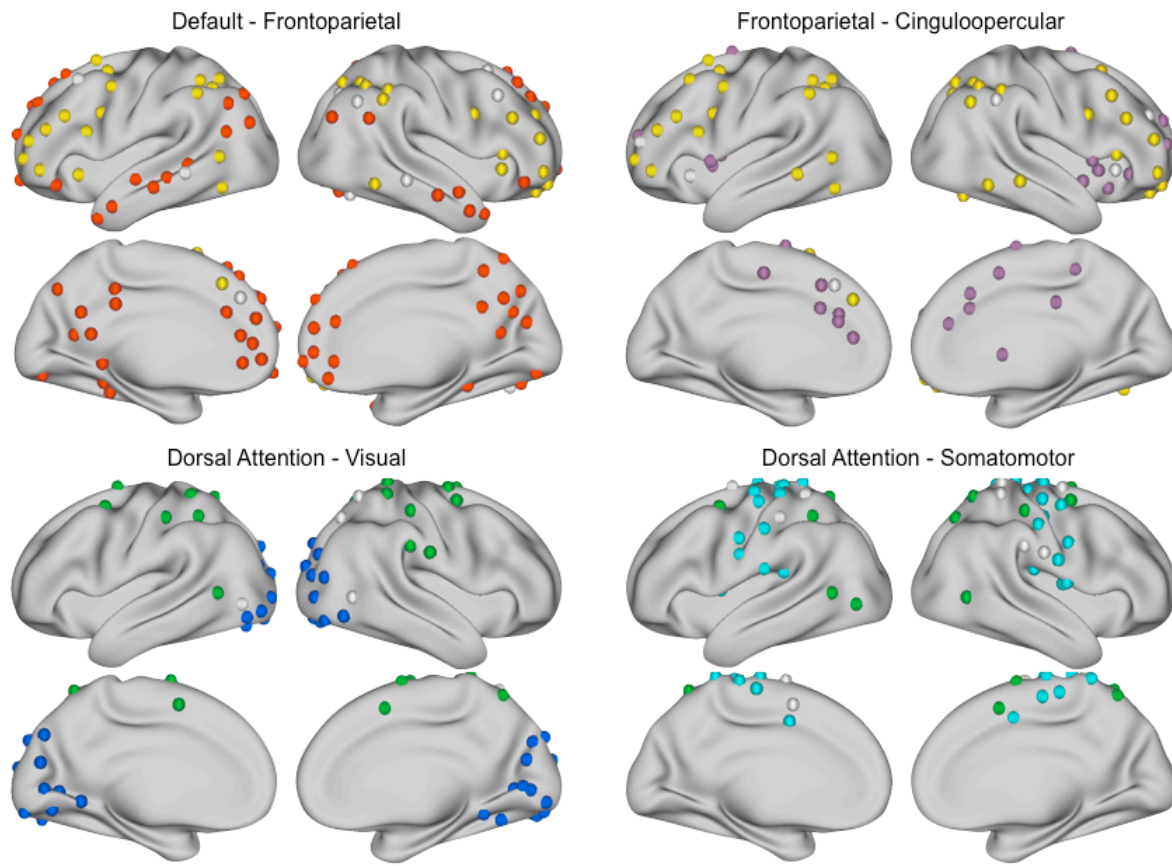 Default - Frontoparietal
Frontoparietal - Cinguloopercular
Dorsal Attention - Visual
Dorsal Attention - Somatomotor